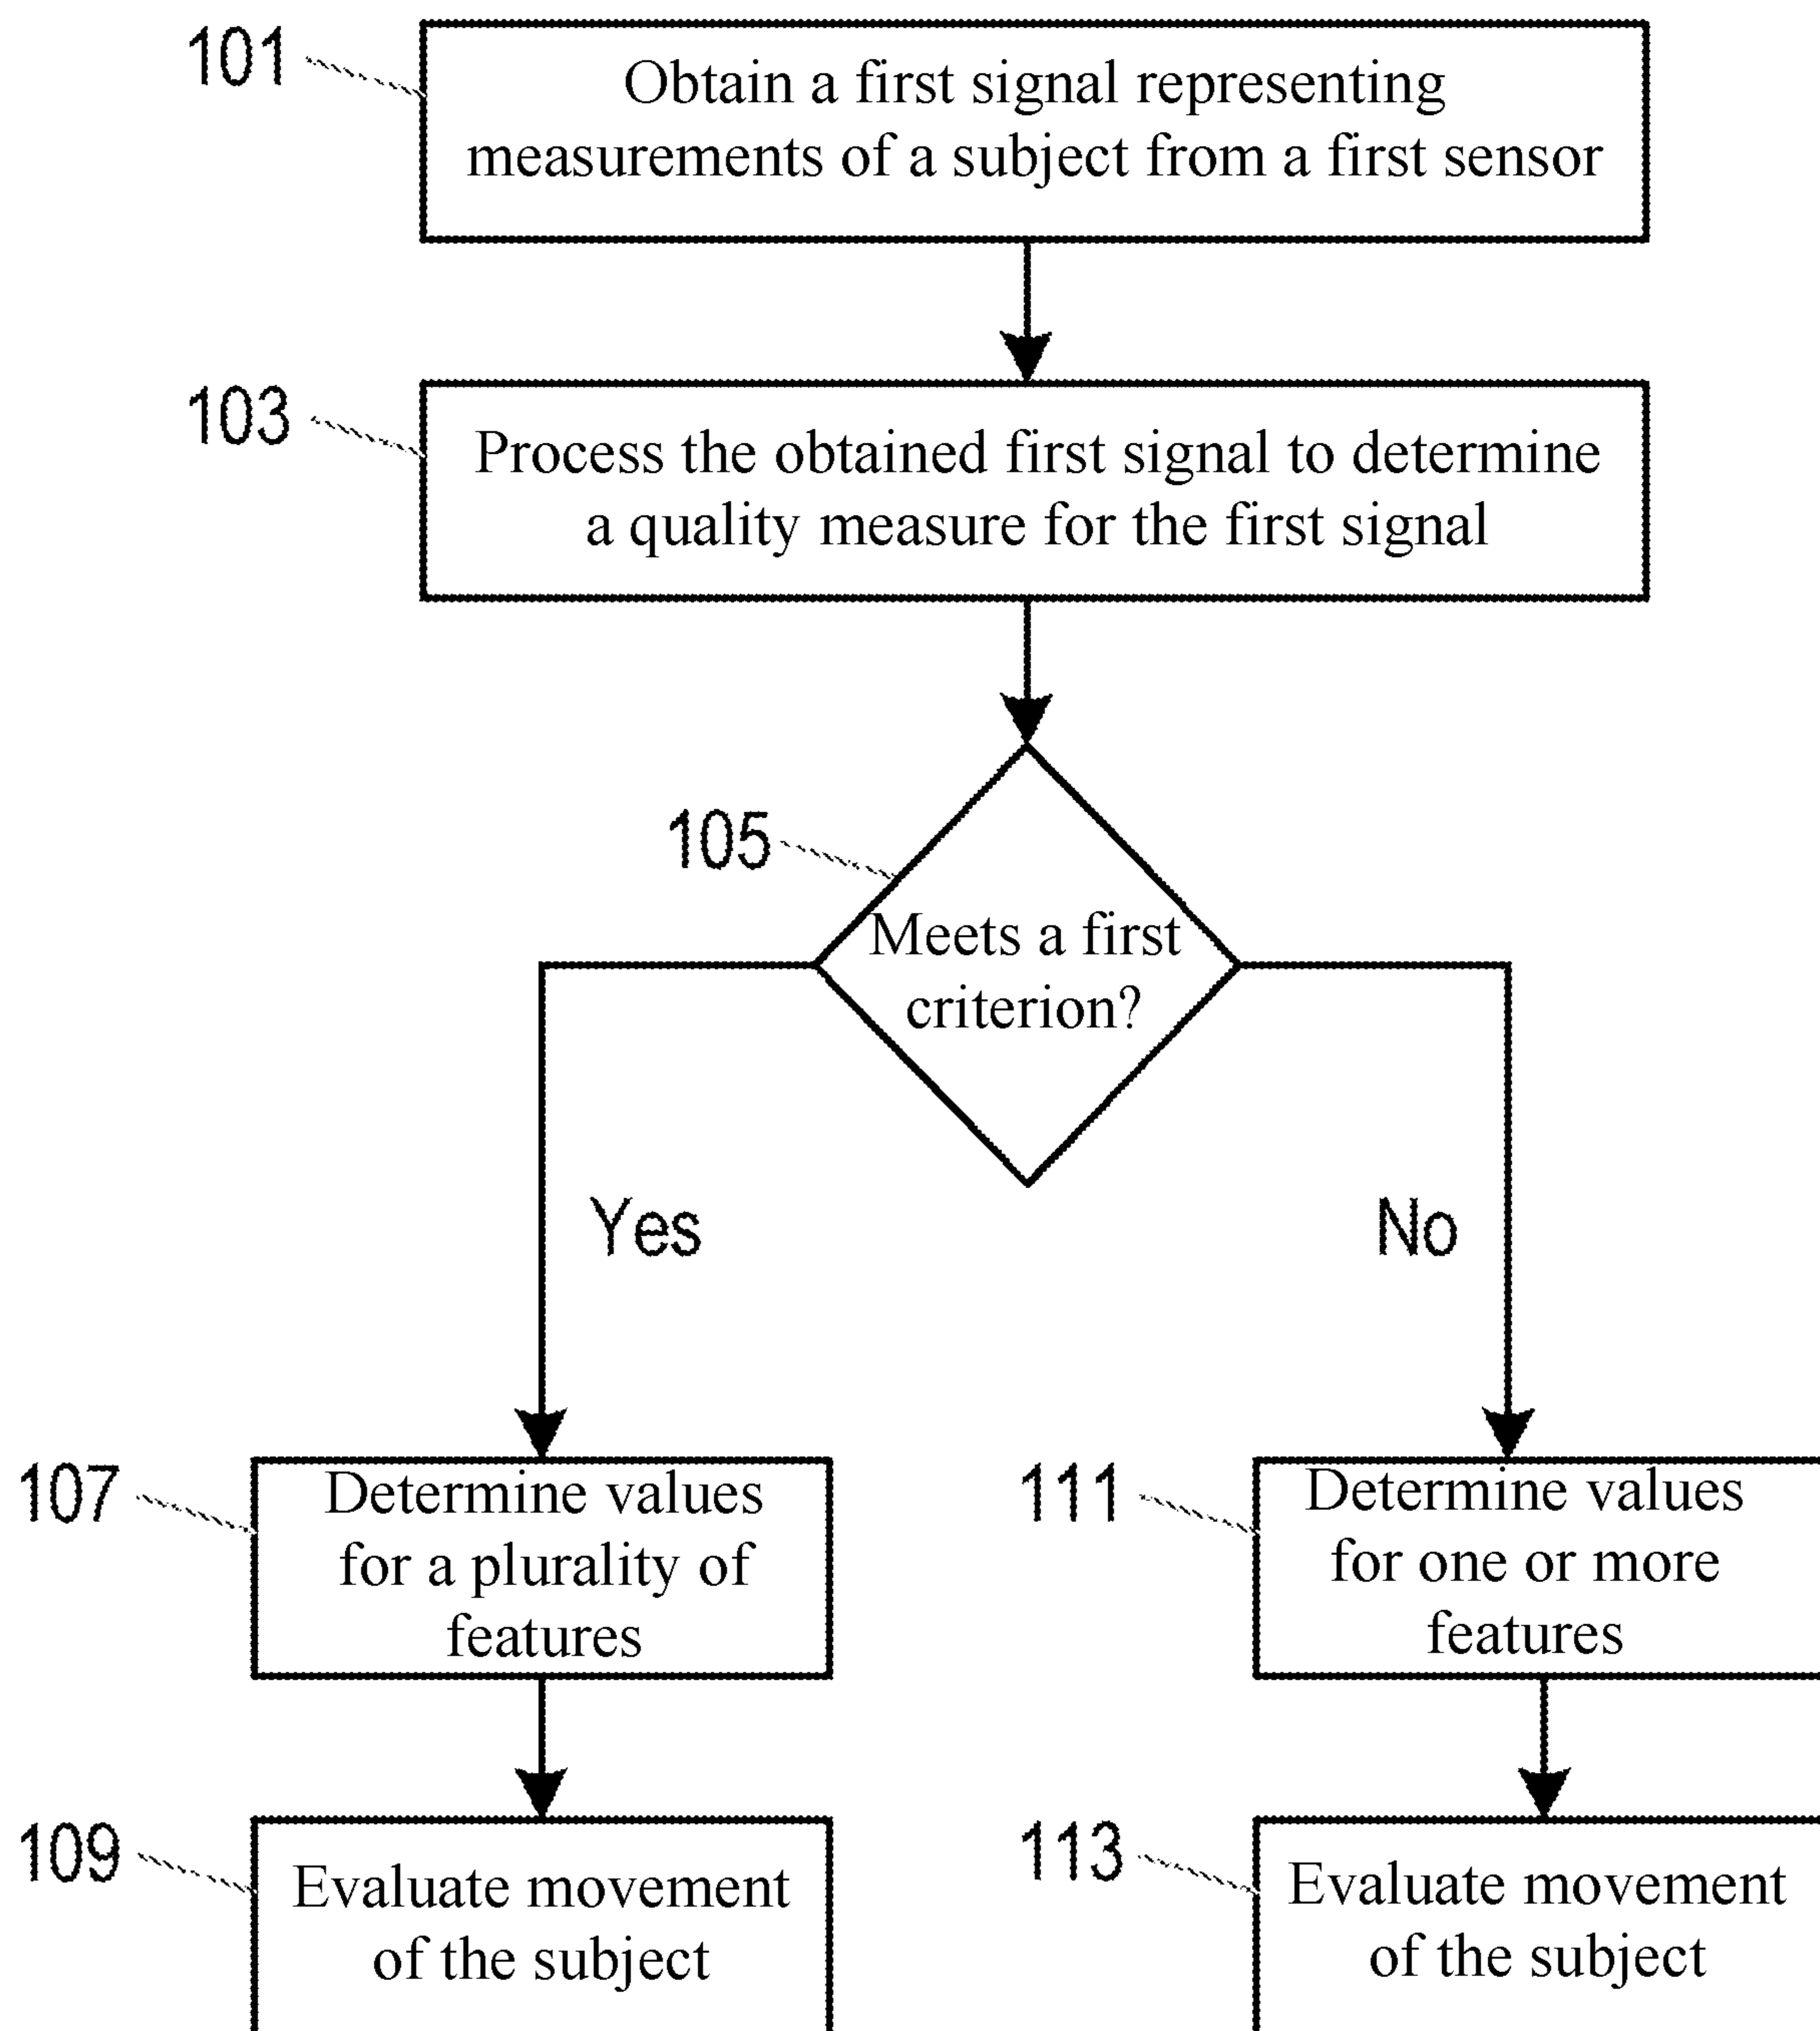 101
Obtain a first signal representing
measurements of a subject from a first sensor
103
Process the obtained first signal to determine
a quality measure for the first signal
105
Meets a first
criterion?
Yes
No
107
Determine values
for a plurality of
features
111
Determine values
for one or more
features
109
Evaluate movement
of the subject
113
Evaluate movement
of the subject